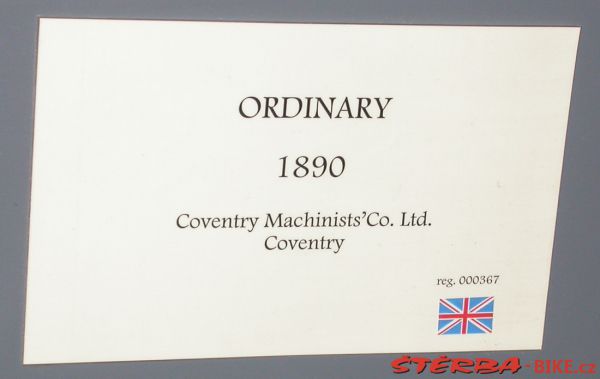 ORDINARY
1890
Coventry Machinists'Co. Ltd.
Coventry
reg. 000367
ŠTĚRBA-BIKE.cz